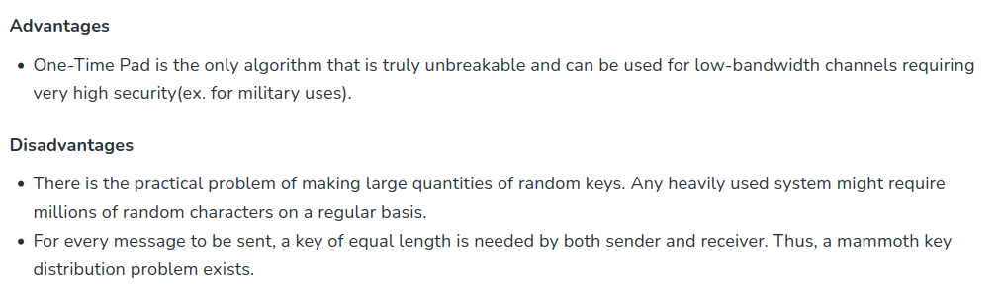 Advantages
• One-Time Pad is the only algorithm that is truly unbreakable and can be used for low-bandwidth channels requiring
very high security(ex. for military uses).
Disadvantages
• There is the practical problem of making large quantities of random keys. Any heavily used system might require
millions of random characters on a regular basis.
• For every message to be sent, a key of equal length is needed by both sender and receiver. Thus, a mammoth key
distribution problem exists.